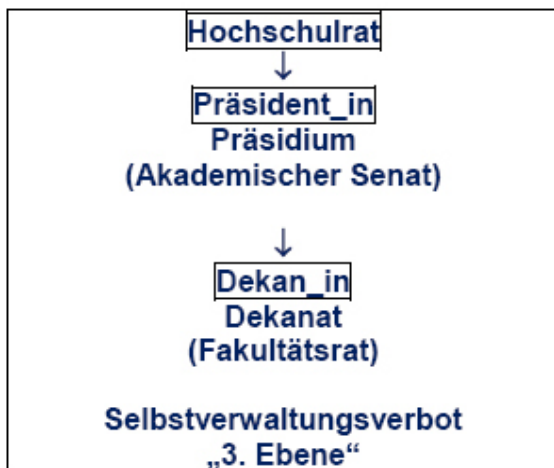 Hochschulrat
↓
Präsident_in
Präsidium
(Akademischer Senat)
↓
Dekan_in
Dekanat
(Fakultätsrat)
Selbstverwaltungsverbot
„3. Ebene“